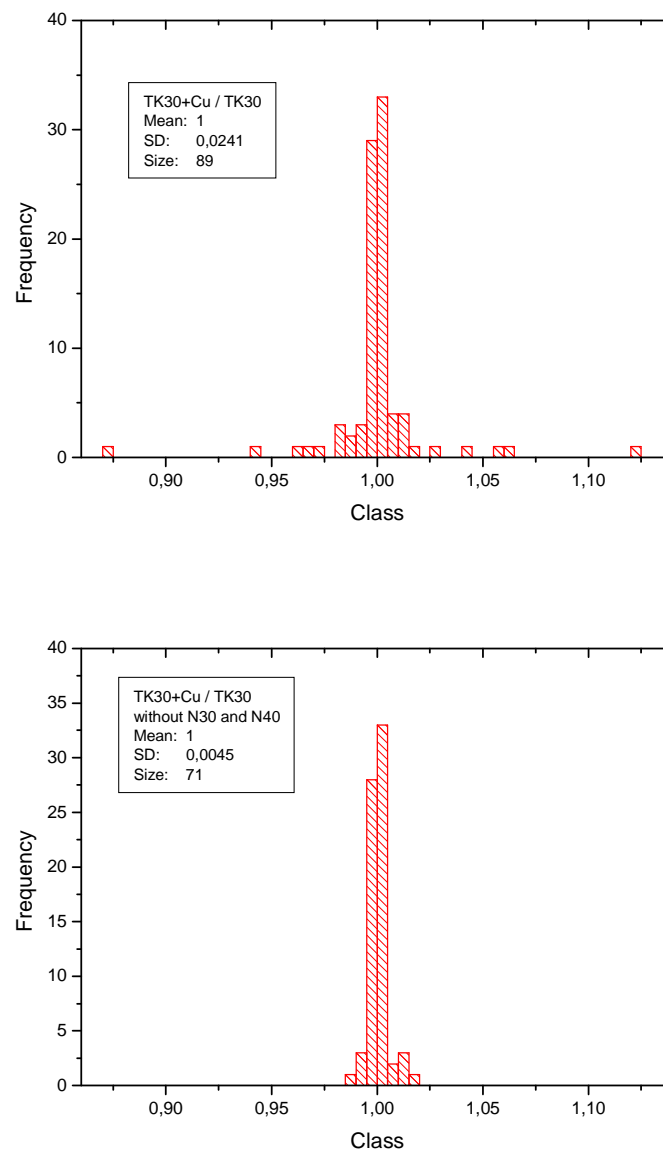 40
30
20
10
0
Frequency
TK30+Cu / TK30
Mean: 1
SD: 0,0241
Size: 89
0,90 0,95 1,00 1,05 1,10
Class
40
35
30
25
20
15
10
5
0
Frequency
TK30+Cu / TK30
without N30 and N40
Mean: 1
SD: 0,0045
Size: 71
0,90 0,95 1,00 1,05 1,10
Class